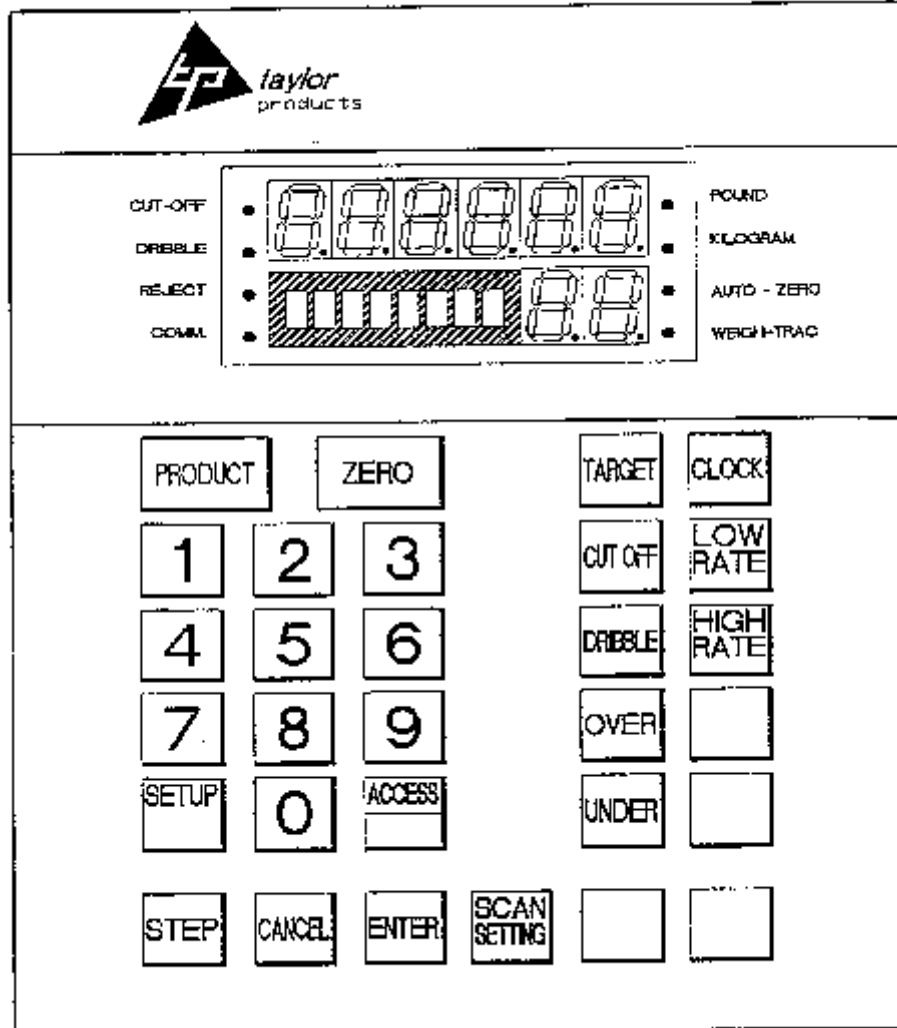 tp taylor
products
CUT-OFF
DRIBBLE
REJECT
COMM.
POUND
KILOGRAM
AUTO - ZERO
WEIGH-TRAC
PRODUCT ZERO TARGET CLOCK
1 2 3 CUT OFF LOW RATE
4 5 6 DRIBBLE HIGH RATE
7 8 9 OVER
SETUP 0 ACCESS UNDER
STEP CANCEL ENTER SCAN SETTING